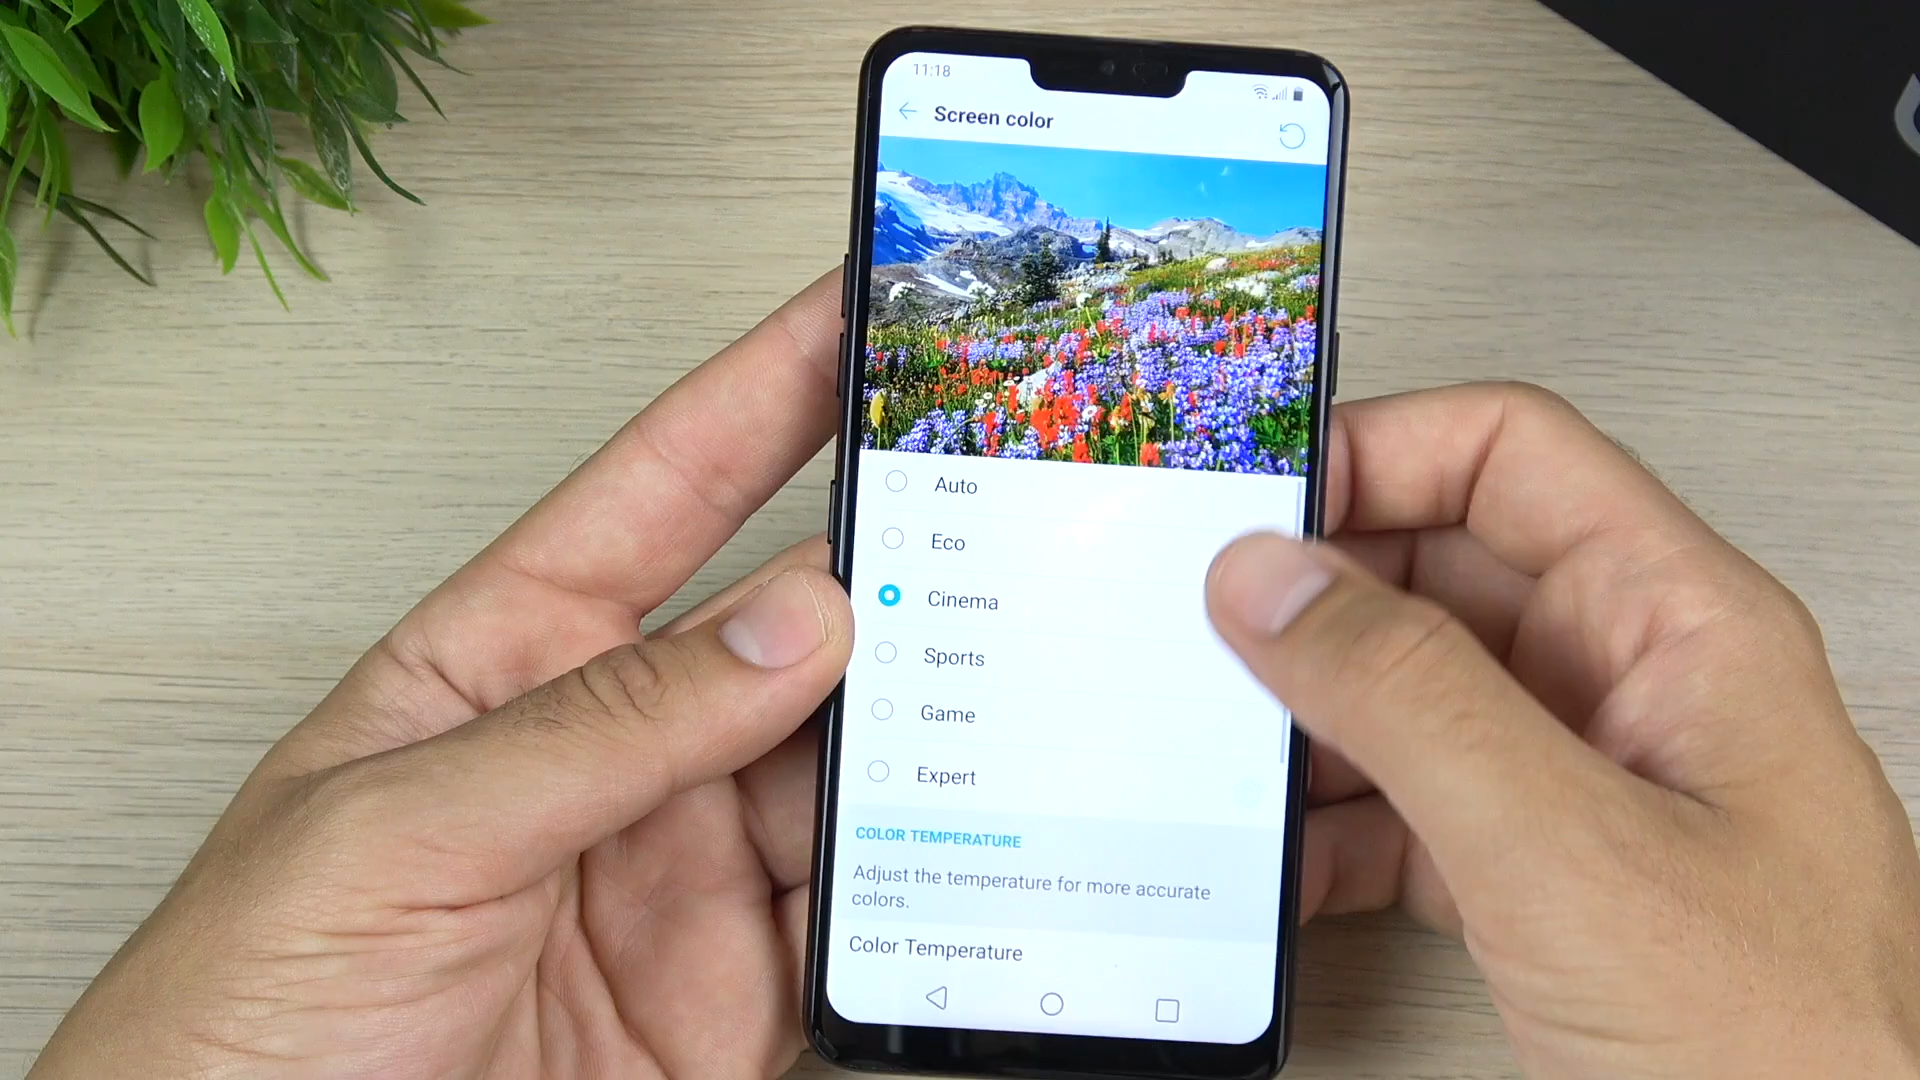 11:18
Screen color
Auto
Eco
Cinema
Sports
Game
Expert
COLOR TEMPERATURE
Adjust the temperature for more accurate
colors.
Color Temperature